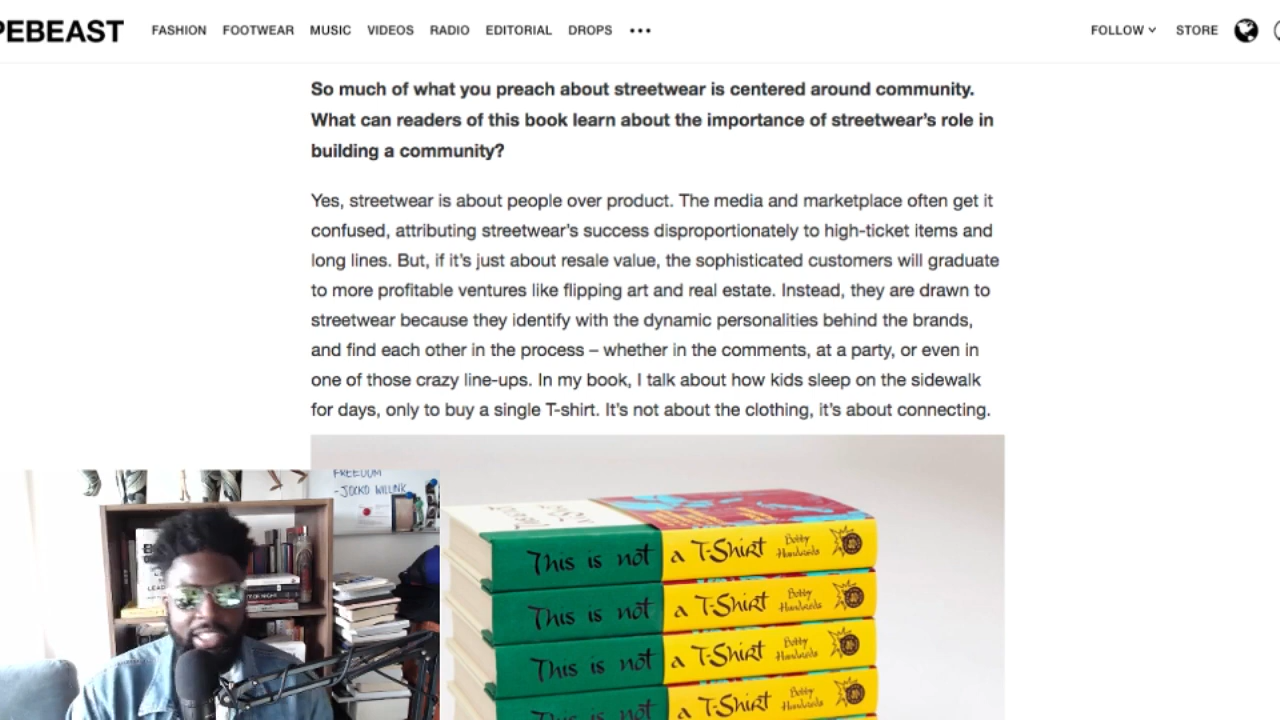 PEBEAST FASHION FOOTWEAR MUSIC VIDEOS RADIO EDITORIAL DROPS ••• FOLLOW STORE
So much of what you preach about streetwear is centered around community.
What can readers of this book learn about the importance of streetwear’s role in
building a community?
Yes, streetwear is about people over product. The media and marketplace often get it
confused, attributing streetwear’s success disproportionately to high-ticket items and
long lines. But, if it’s just about resale value, the sophisticated customers will graduate
to more profitable ventures like flipping art and real estate. Instead, they are drawn to
streetwear because they identify with the dynamic personalities behind the brands,
and find each other in the process – whether in the comments, at a party, or even in
one of those crazy line-ups. In my book, I talk about how kids sleep on the sidewalk
for days, only to buy a single T-shirt. It’s not about the clothing, it’s about connecting.
FREEDOM
-JOCKO WILLINK
This is not a T-Shirt Bobby Hundreds
This is not a T-Shirt Bobby Hundreds
This is not a T-Shirt Bobby Hundreds
This is not a T-Shirt Bobby Hundreds